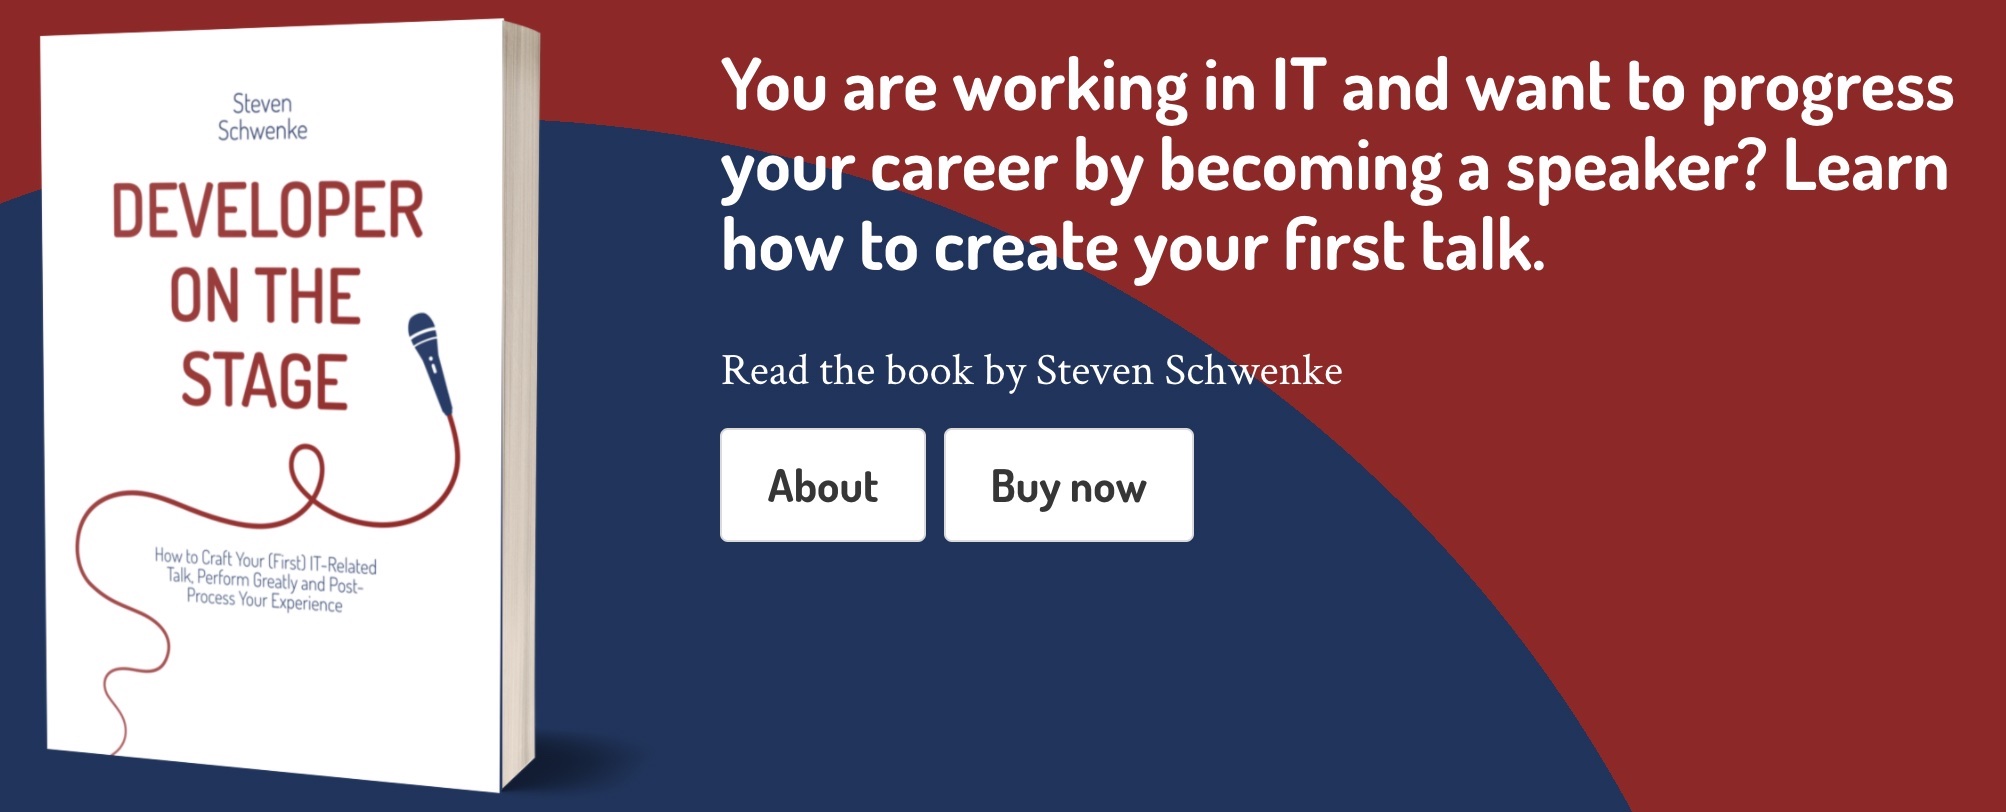 Steven
Schwenke
DEVELOPER
ON THE
STAGE
How to Craft Your (First) IT-Related
Talk, Perform Greatly and Post-
Process Your Experience
You are working in IT and want to progress
your career by becoming a speaker? Learn
how to create your first talk.
Read the book by Steven Schwenke
About
Buy now